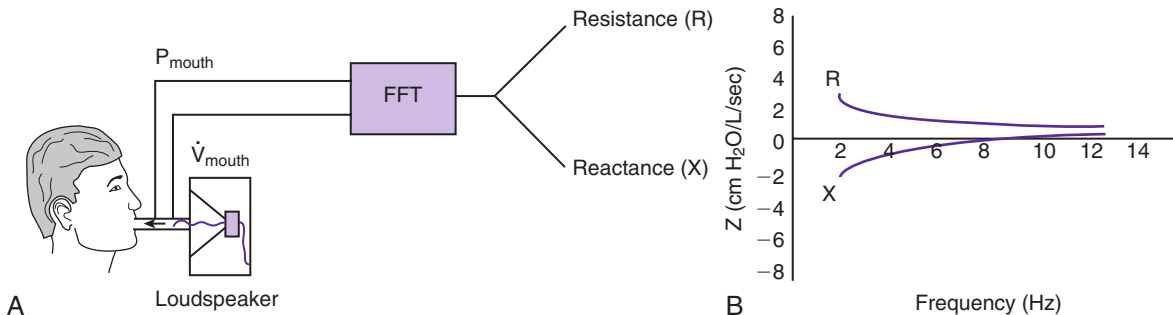 P_mouth
V̇_mouth
FFT
Resistance (R)
Reactance (X)
Loudspeaker
A
8
6
4
2
0
−2
−4
−6
−8
Z (cm H₂O/L/sec)
R
X
2 4 6 8 10 12 14
Frequency (Hz)
B